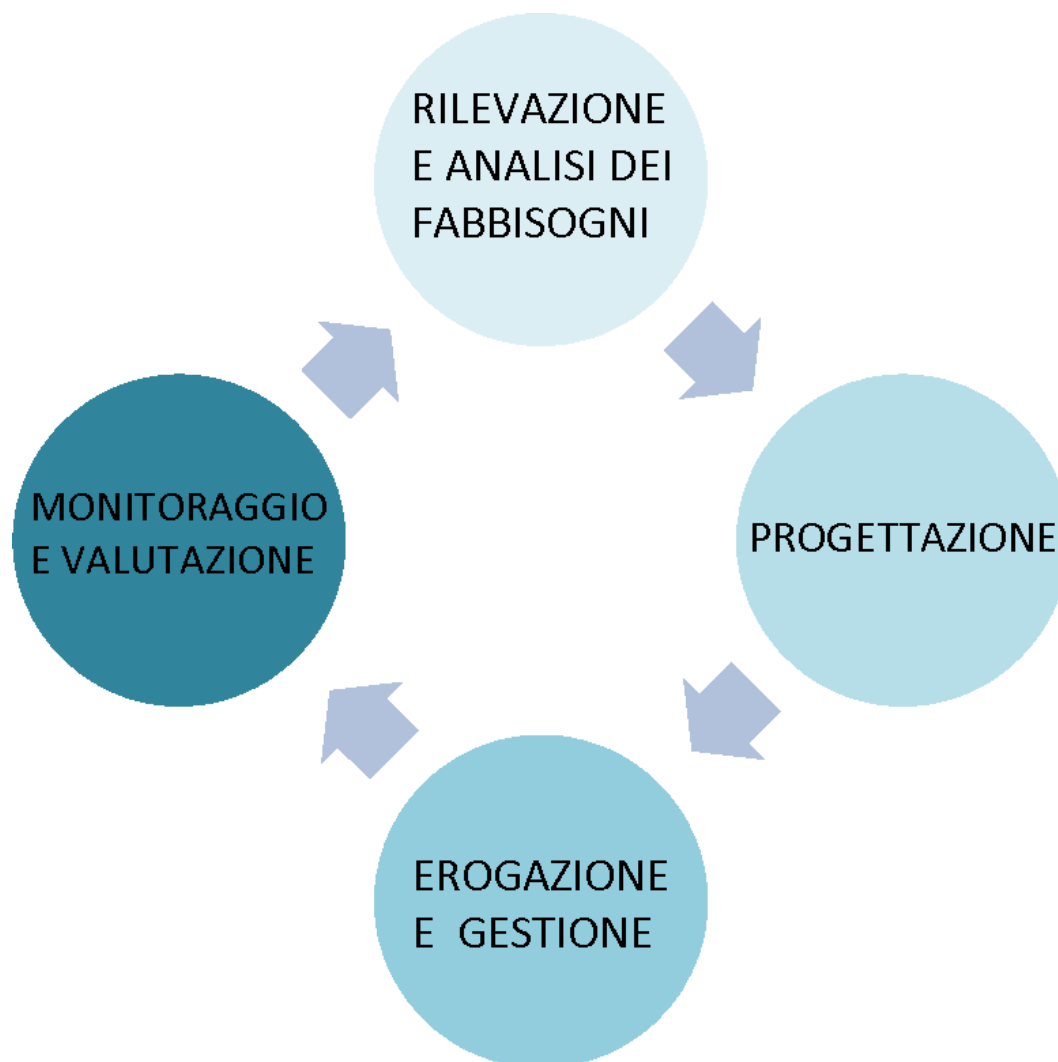 RILEVAZIONE
E ANALISI DEI
FABBISOGNI
PROGETTAZIONE
EROGAZIONE
E GESTIONE
MONITORAGGIO
E VALUTAZIONE